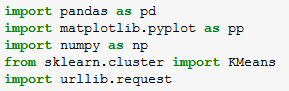 import pandas as pd
import matplotlib.pyplot as pp
import numpy as np
from sklearn.cluster import KMeans
import urllib.request